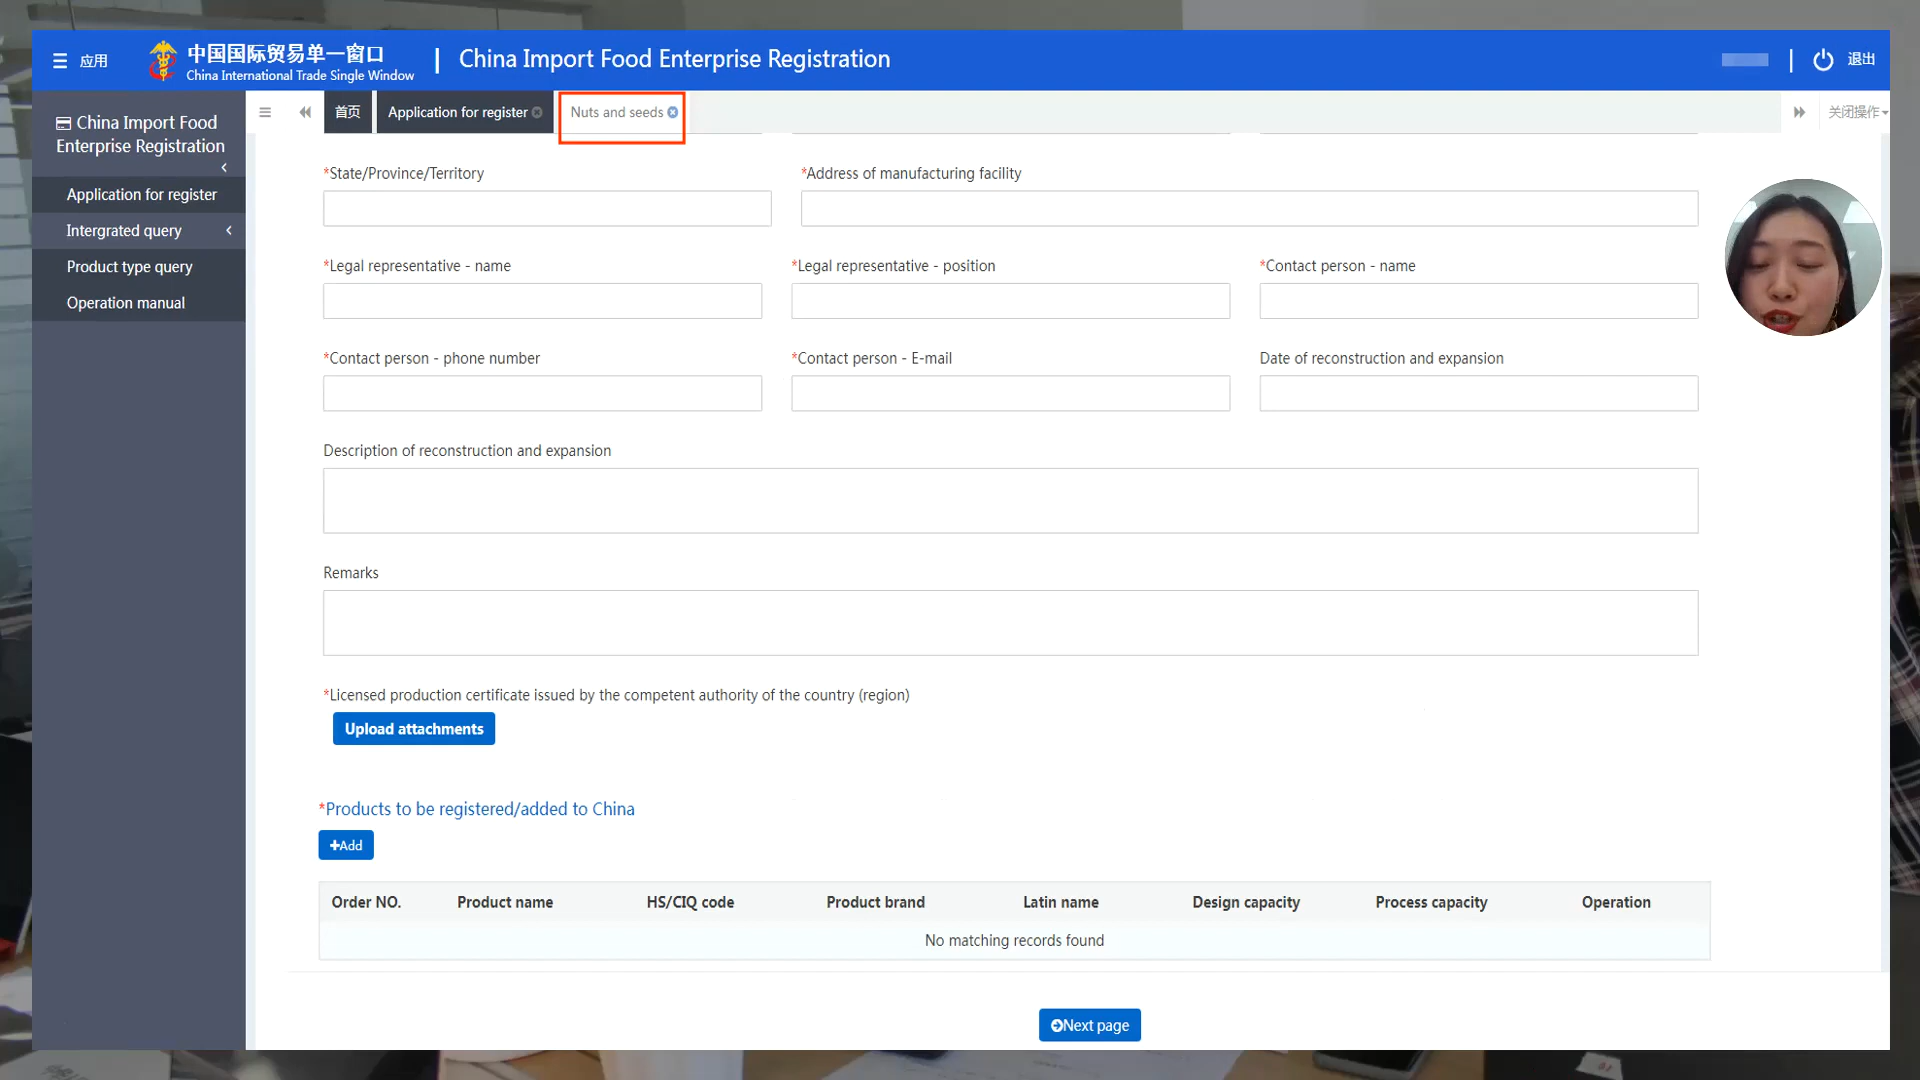 应用
中国国际贸易单一窗口
China International Trade Single Window
China Import Food Enterprise Registration
退出
China Import Food
Enterprise Registration
Application for register
Intergrated query
Product type query
Operation manual
首页
Application for register
Nuts and seeds
关闭操作
*State/Province/Territory
*Address of manufacturing facility
*Legal representative - name
*Legal representative - position
*Contact person - name
*Contact person - phone number
*Contact person - E-mail
Date of reconstruction and expansion
Description of reconstruction and expansion
Remarks
*Licensed production certificate issued by the competent authority of the country (region)
Upload attachments
*Products to be registered/added to China
+Add
Order NO.
Product name
HS/CIQ code
Product brand
Latin name
Design capacity
Process capacity
Operation
No matching records found
Next page